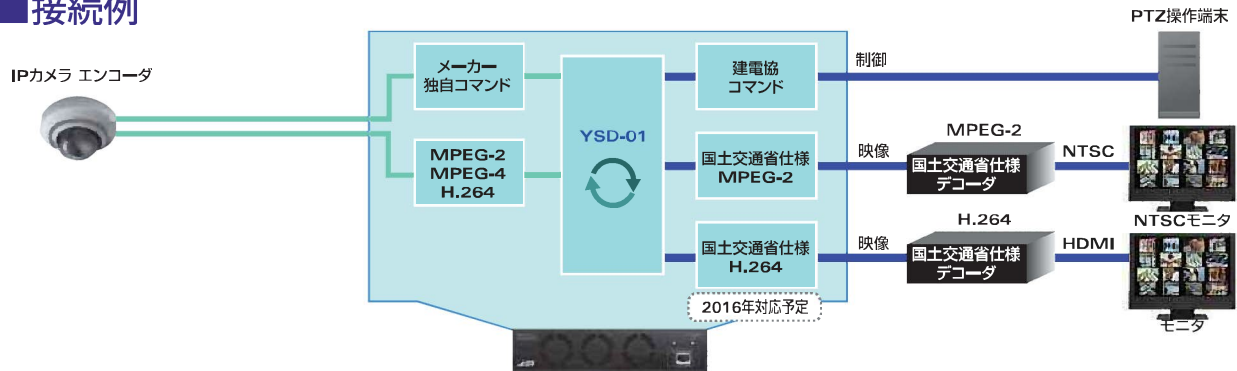 ■接続例
IPカメラ エンコーダ
メーカー
独自コマンド
MPEG-2
MPEG-4
H.264
YSD-01
建電協
コマンド
国土交通省仕様
MPEG-2
国土交通省仕様
H.264
2016年対応予定
制御
PTZ操作端末
映像
MPEG-2
国土交通省仕様
デコーダ
NTSC
NTSCモニタ
映像
H.264
国土交通省仕様
デコーダ
HDMI
モニタ